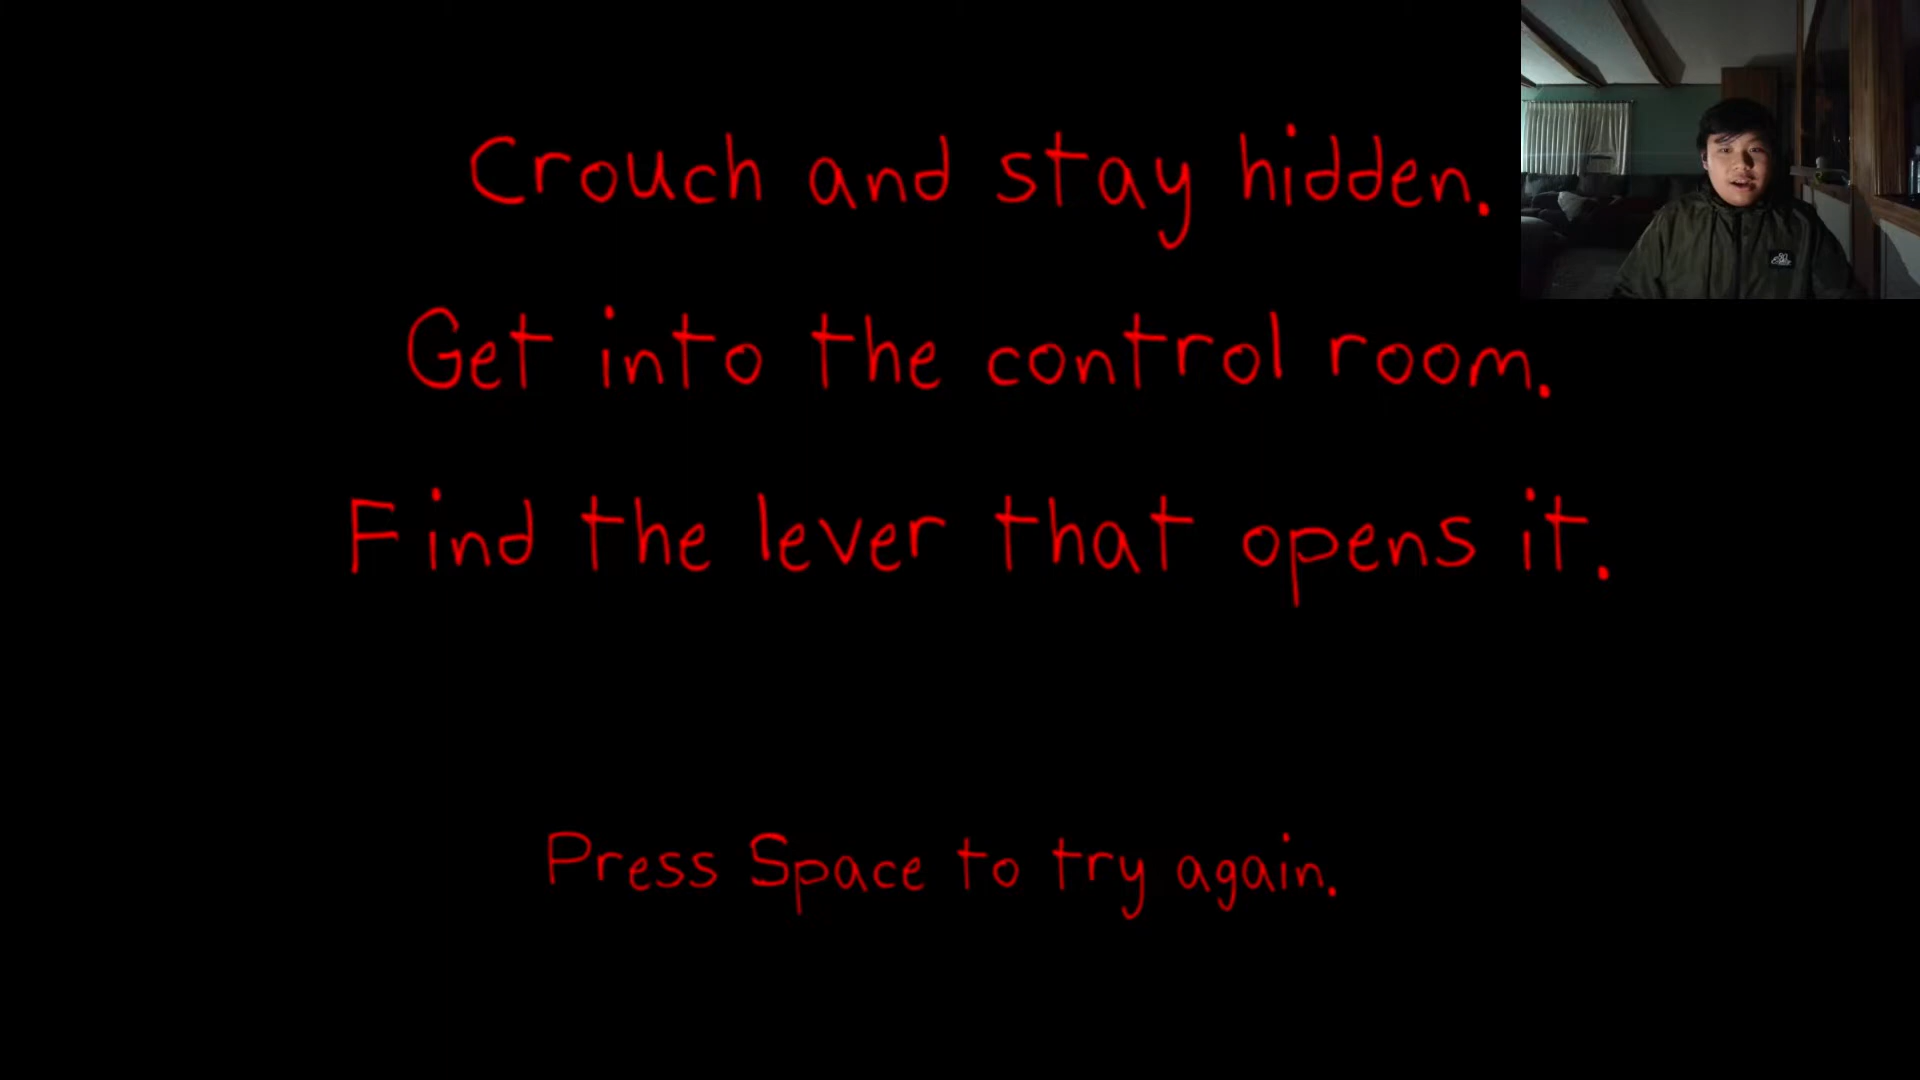 Crouch and stay hidden.
Get into the control room.
Find the lever that opens it.
Press Space to try again.